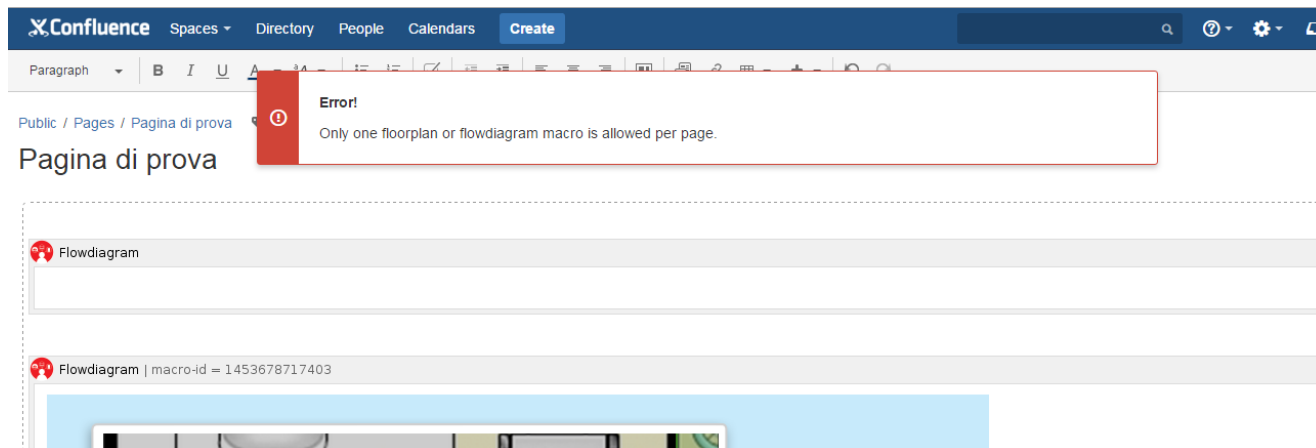 Confluence Spaces Directory People Calendars Create
Paragraph B I U A
Error!
Only one floorplan or flowdiagram macro is allowed per page.
Public / Pages / Pagina di prova
Pagina di prova
Flowdiagram
Flowdiagram | macro-id = 1453678717403